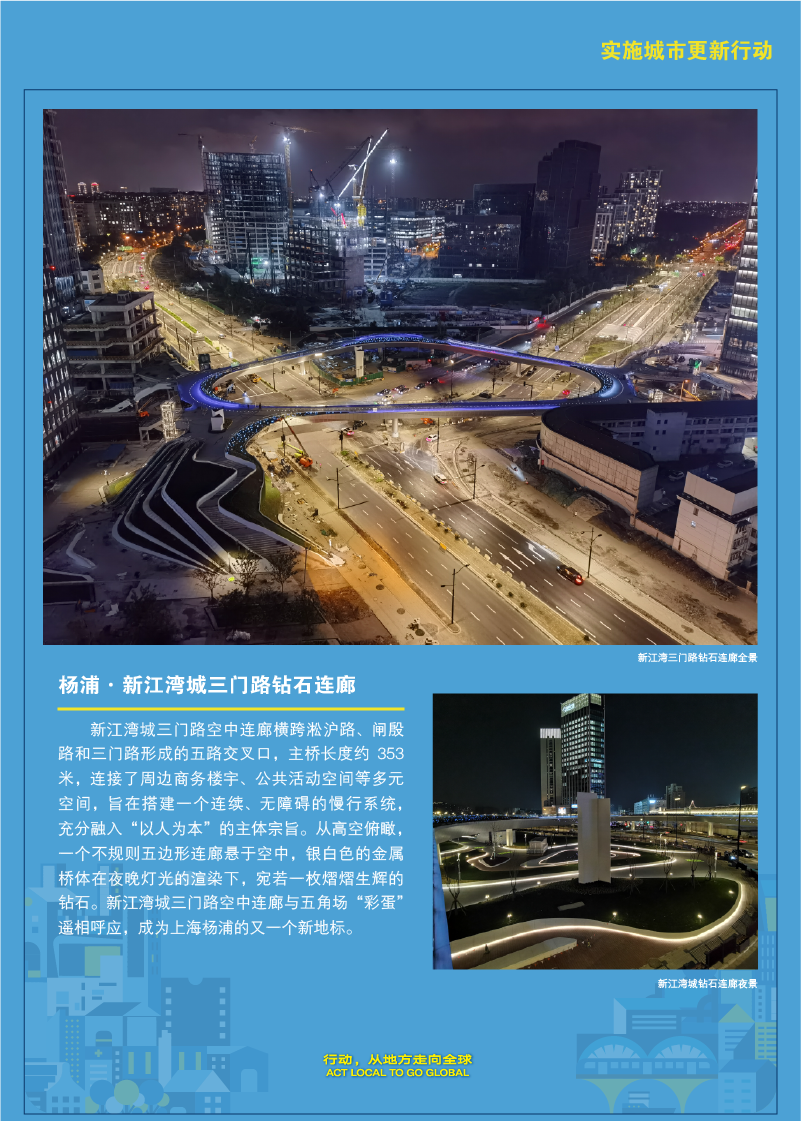 实施城市更新行动
新江湾三门路钻石连廊全景
杨浦·新江湾城三门路钻石连廊
新江湾城三门路空中连廊横跨淞沪路、闸殷
路和三门路形成的五路交叉口，主桥长度约 353
米，连接了周边商务楼宇、公共活动空间等多元
空间，旨在搭建一个连续、无障碍的慢行系统，
充分融入“以人为本”的主体宗旨。从高空俯瞰，
一个不规则五边形连廊悬于空中，银白色的金属
桥体在夜晚灯光的渲染下，宛若一枚熠熠生辉的
钻石。新江湾城三门路空中连廊与五角场“彩蛋”
遥相呼应，成为上海杨浦的又一个新地标。
新江湾城钻石连廊夜景
行动，从地方走向全球
ACT LOCAL TO GO GLOBAL